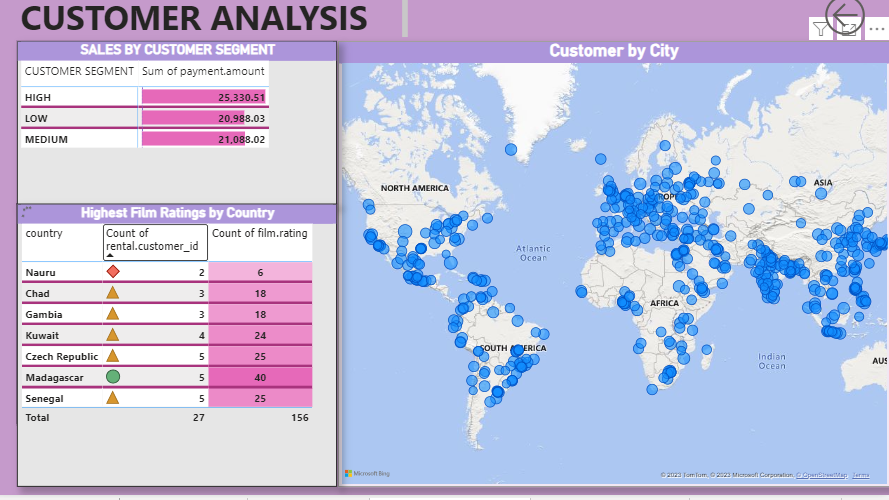 CUSTOMER ANALYSIS
SALES BY CUSTOMER SEGMENT
CUSTOMER SEGMENT Sum of payment.amount
HIGH 25,330.51
LOW 20,988.03
MEDIUM 21,088.02
Highest Film Ratings by Country
country Count of rental.customer_id Count of film.rating
Nauru 2 6
Chad 3 18
Gambia 3 18
Kuwait 4 24
Czech Republic 5 25
Madagascar 5 40
Senegal 5 25
Total 27 156
Customer by City
NORTH AMERICA
ASIA
Atlantic
Ocean
AFRICA
SOUTH AMERICA
Indian
Ocean
AUS
Microsoft Bing
© 2023 TomTom, © 2023 Microsoft Corporation, © OpenStreetMap Terms